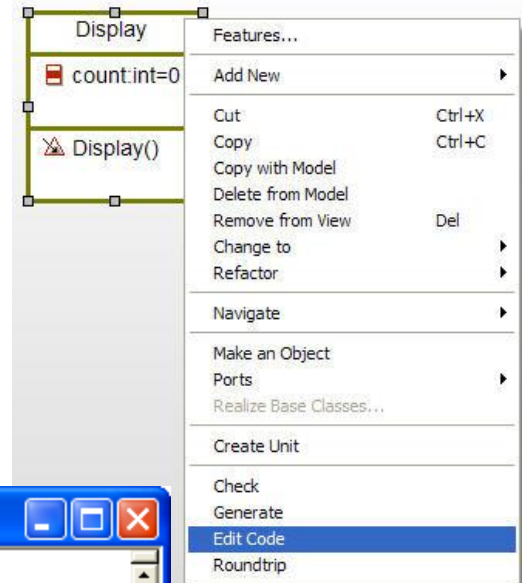 Display
count:int=0
Display()
Features...
Add New
Cut Ctrl+X
Copy Ctrl+C
Copy with Model
Delete from Model
Remove from View Del
Change to
Refactor
Navigate
Make an Object
Ports
Realize Base Classes...
Create Unit
Check
Generate
Edit Code
Roundtrip